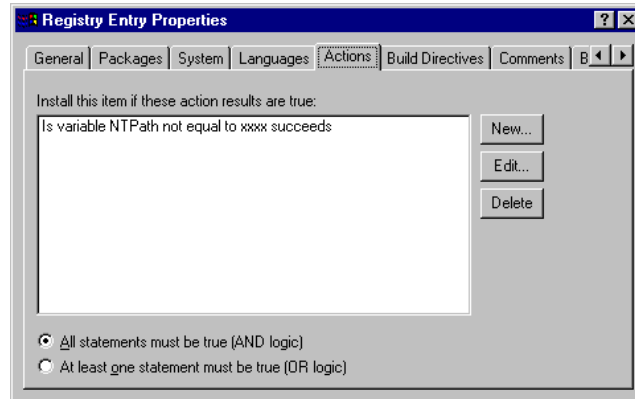 Registry Entry Properties
General Packages System Languages Actions Build Directives Comments B
Install this item if these action results are true:
Is variable NTPath not equal to xxxx succeeds
New...
Edit...
Delete
All statements must be true (AND logic)
At least one statement must be true (OR logic)